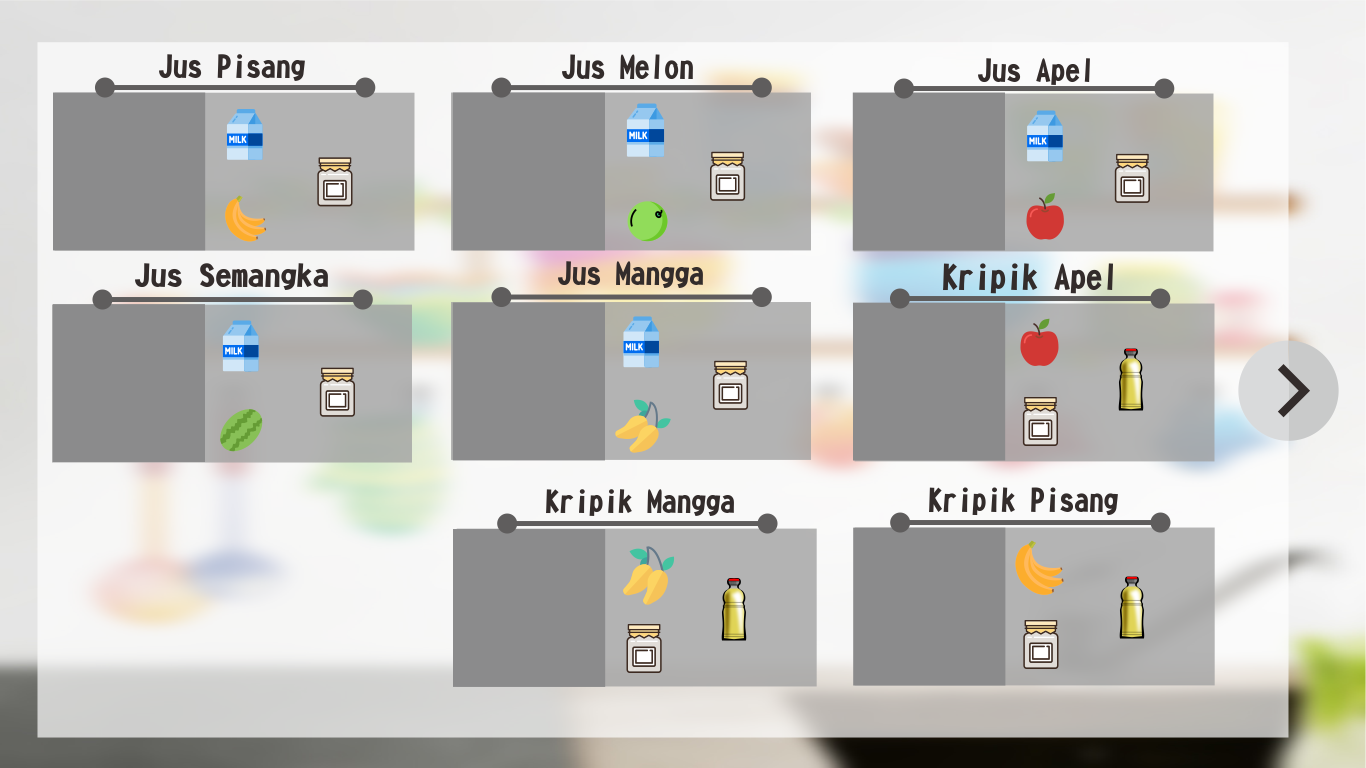 Jus Pisang
Jus Melon
Jus Apel
MILK
MILK
MILK
Jus Semangka
Jus Mangga
Kripik Apel
MILK
MILK
Kripik Mangga
Kripik Pisang